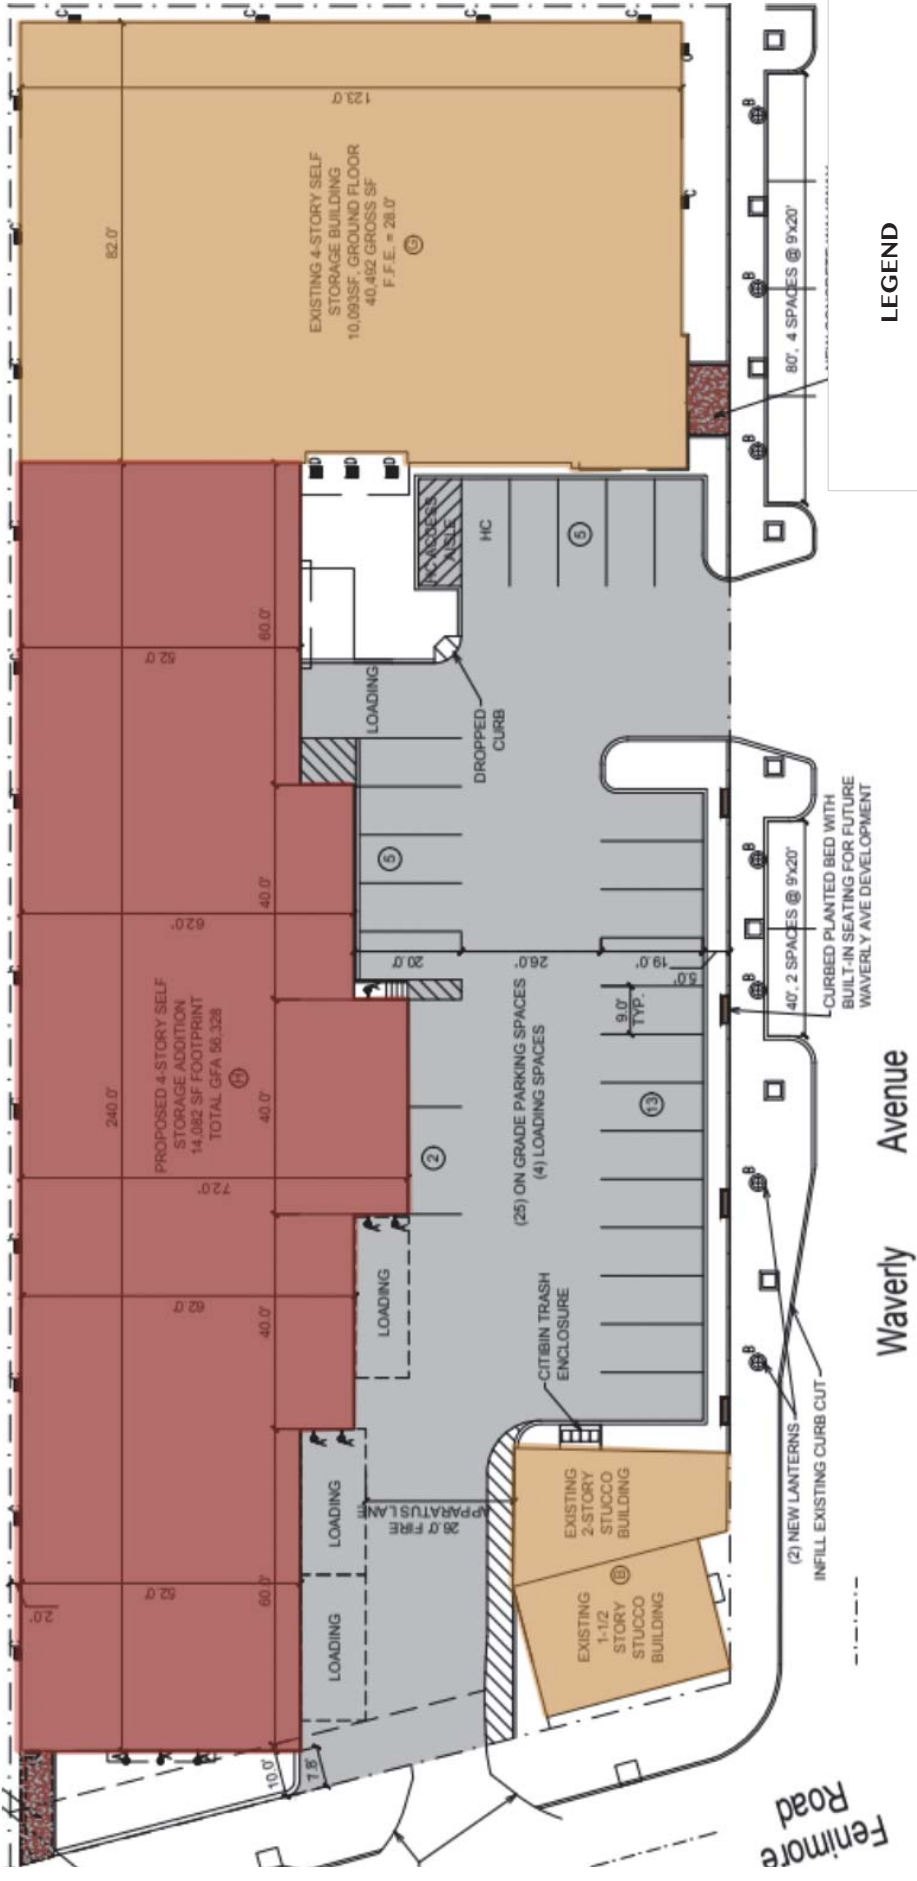 123.0'
82.0'
EXISTING 4-STORY SELF
STORAGE BUILDING
10,093SF, GROUND FLOOR
40,492 GROSS SF
F.F.E. = 28.0'
G
C
C
C
C
C
C
C
C
C
B
B
B
80', 4 SPACES @ 9'x20'
LEGEND
D
D
D
HC ACCESS
AISLE
HC
5
60.0'
52.0'
LOADING
DROPPED
CURB
5
40.0'
62.0'
20.0'
26.0'
19.0'
5.0'
9.0'
TYP.
B
B
40', 2 SPACES @ 9'x20'
CURBED PLANTED BED WITH
BUILT-IN SEATING FOR FUTURE
WAVERLY AVE DEVELOPMENT
PROPOSED 4-STORY SELF
STORAGE ADDITION
14,082 SF FOOTPRINT
TOTAL GFA 56,328
H
240.0'
40.0'
72.0'
2
(25) ON GRADE PARKING SPACES
(4) LOADING SPACES
13
A
A
A
LOADING
62.0'
40.0'
CITIBIN TRASH
ENCLOSURE
B
B
Waverly Avenue
(2) NEW LANTERNS
INFILL EXISTING CURB CUT
A
A
LOADING
LOADING
26.0' FIRE
APPARATUS LANE
EXISTING
2-STORY
STUCCO
BUILDING
B
EXISTING
1-1/2
STORY
STUCCO
BUILDING
60.0'
52.0'
2.0'
A
A
A
10.0'
7.8'
Fenimore
Road